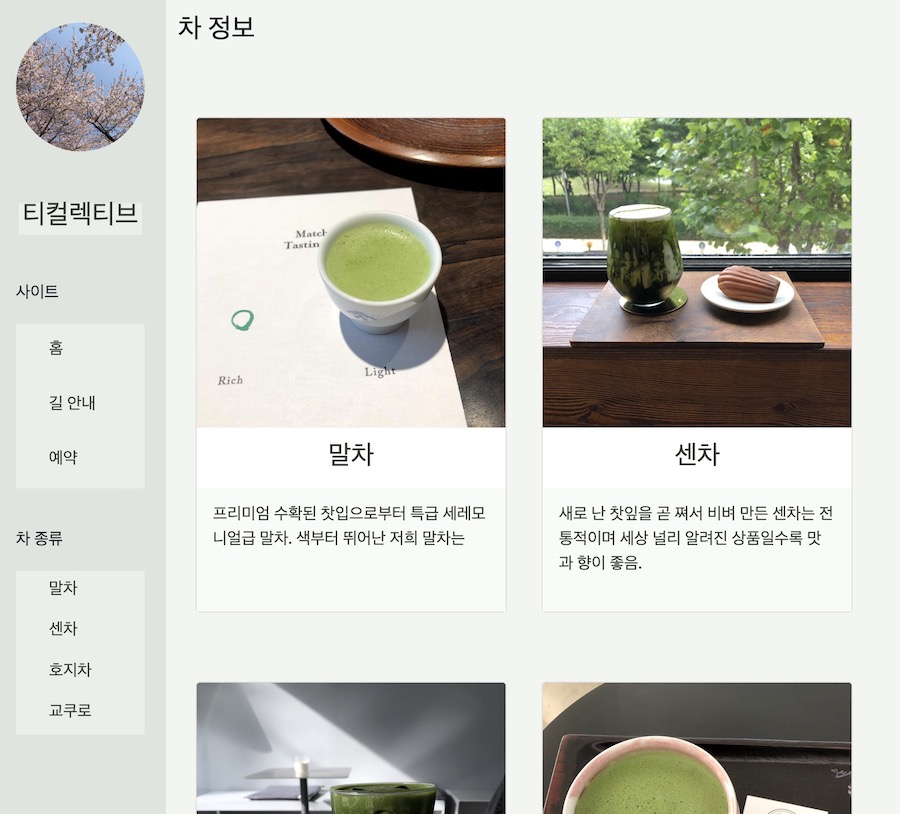 차 정보
티컬렉티브
사이트
홈
길 안내
예약
차 종류
말차
센차
호지차
교쿠로
Match
Tastin
Rich
Light
말차
프리미엄 수확된 찻입으로부터 특급 세레모
니얼급 말차. 색부터 뛰어난 저희 말차는
센차
새로 난 찻잎을 곧 쪄서 비벼 만든 센차는 전
통적이며 세상 널리 알려진 상품일수록 맛
과 향이 좋음.